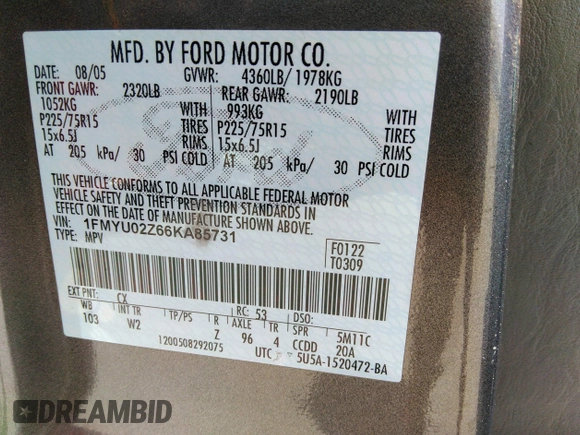 MFD. BY FORD MOTOR CO.
DATE: 08/05 GVWR: 4360LB/ 1978KG
FRONT GAWR: 2320LB REAR GAWR: 2190LB
1052KG WITH 993KG WITH
P225/75R15 TIRES P225/75R15 TIRES
15x6.5J RIMS 15x6.5J RIMS
AT 205 kPa/ 30 PSI COLD AT 205 kPa/ 30 PSI COLD
THIS VEHICLE CONFORMS TO ALL APPLICABLE FEDERAL MOTOR
VEHICLE SAFETY AND THEFT PREVENTION STANDARDS IN
EFFECT ON THE DATE OF MANUFACTURE SHOWN ABOVE.
VIN: 1FMYU02Z66KA85731
TYPE: MPV
F0122
T0309
EXT PNT: CX RC: 53 DSO:
WB INT TR TP/PS R AXLE TR SPR 5M11C
103 W2 Z 96 4 CCDD 20A
1200508292075 UTC 5U5A-1520472-BA
Ford
DREAMBID